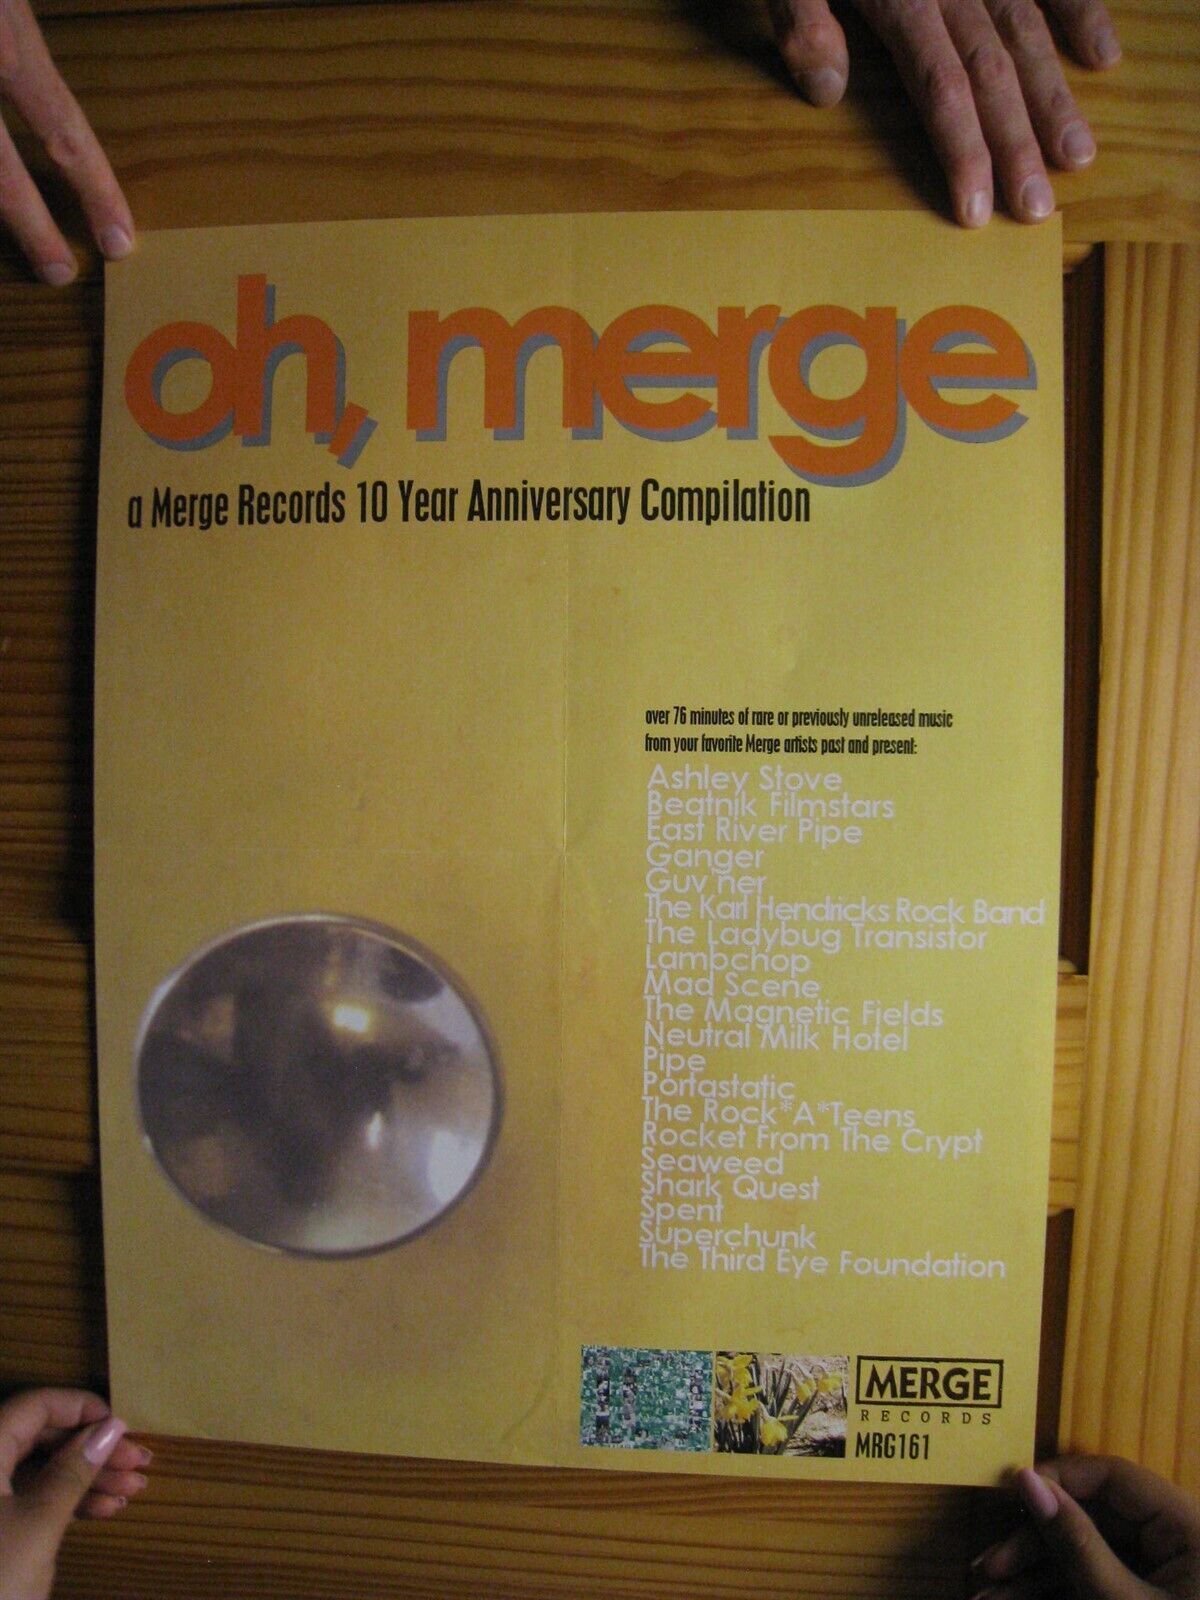 oh, merge
a Merge Records 10 Year Anniversary Compilation
over 76 minutes of rare or previously unreleased music
from your favorite Merge artists past and present:
Ashley Stove
Beatnik Filmstars
East River Pipe
Ganger
Guv'ner
The Karl Hendricks Rock Band
The Ladybug Transistor
Lambchop
Mad Scene
The Magnetic Fields
Neutral Milk Hotel
Pipe
Portastatic
The Rock*A*Teens
Rocket From The Crypt
Seaweed
Shark Quest
Spent
Superchunk
The Third Eye Foundation
MERGE
RECORDS
MRG161